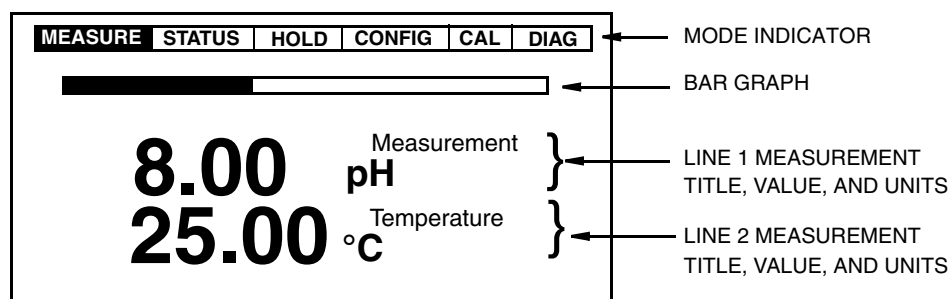 MEASURE STATUS HOLD CONFIG CAL DIAG
MODE INDICATOR
BAR GRAPH
Measurement
8.00 pH
LINE 1 MEASUREMENT
TITLE, VALUE, AND UNITS
Temperature
25.00 °C
LINE 2 MEASUREMENT
TITLE, VALUE, AND UNITS